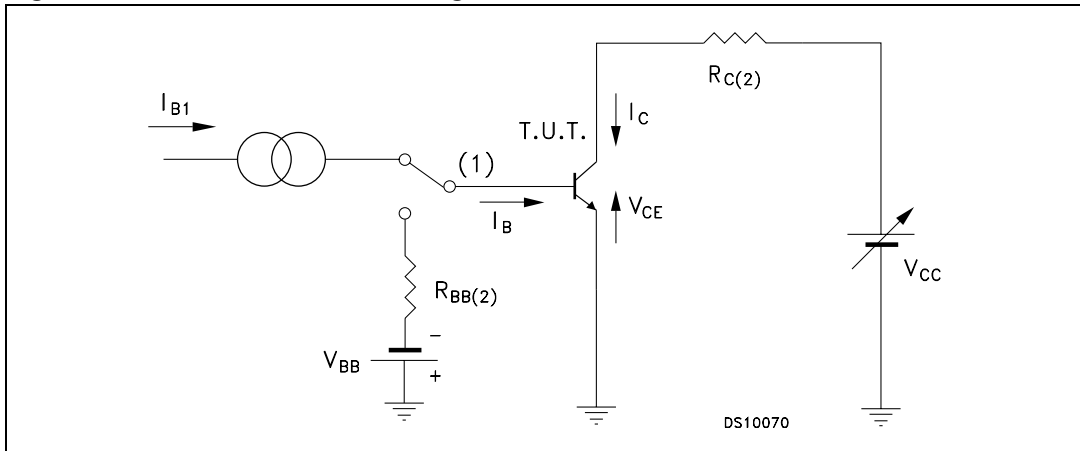 R_C(2)
I_B1
I_C
T.U.T.
(1)
V_CE
I_B
V_CC
R_BB(2)
−
V_BB
+
DS10070